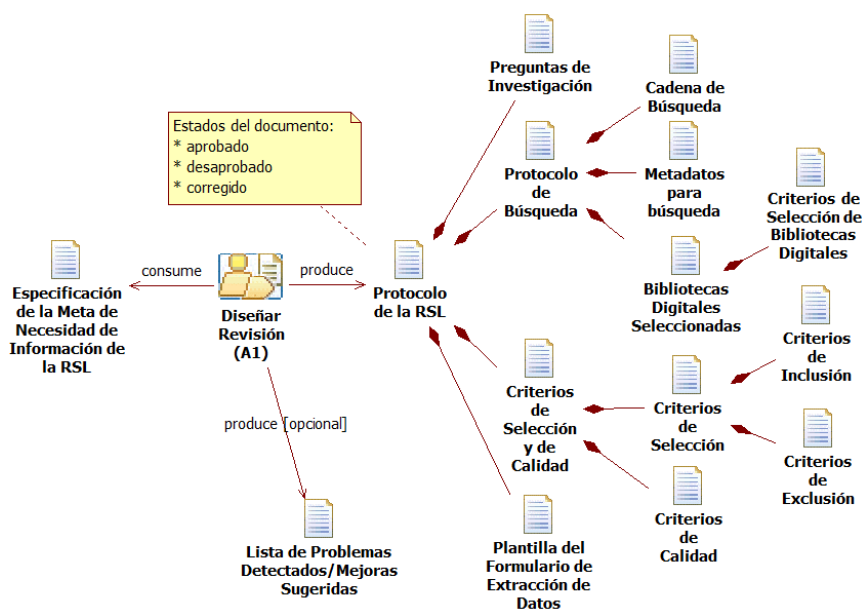 Preguntas de
Investigación
Cadena de
Búsqueda
Estados del documento:
* aprobado
* desaprobado
* corregido
Protocolo
de
Búsqueda
Metadatos
para
búsqueda
Criterios de
Selección de
Bibliotecas
Digitales
consume
produce
Especificación
de la Meta de
Necesidad de
Información de
la RSL
Diseñar
Revisión
(A1)
Protocolo
de la RSL
Bibliotecas
Digitales
Seleccionadas
Criterios
de
Inclusión
Criterios
de
Selección
y de
Calidad
Criterios
de
Selección
produce [opcional]
Criterios
de
Exclusión
Criterios
de
Calidad
Lista de Problemas
Detectados/Mejoras
Sugeridas
Plantilla del
Formulario de
Extracción de
Datos